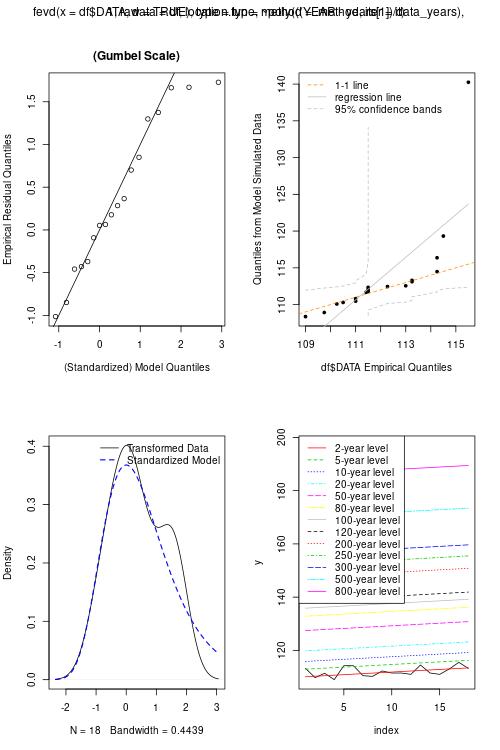 fevd(x = df$DATA,
data_years),
(Gumbel Scale)
Empirical Residual Quantiles
-1.0
-0.5
0.0
0.5
1.0
1.5
-1
0
1
2
3
(Standardized) Model Quantiles
1-1 line
regression line
95% confidence bands
Quantiles from Model Simulated Data
110
115
120
125
130
135
140
109
111
113
115
df$DATA Empirical Quantiles
Transformed Data
Standardized Model
Density
0.0
0.1
0.2
0.3
0.4
-2
-1
0
1
2
3
N = 18 Bandwidth = 0.4439
2-year level
5-year level
10-year level
20-year level
50-year level
80-year level
100-year level
120-year level
200-year level
250-year level
300-year level
500-year level
800-year level
y
120
140
160
180
200
5
10
15
index